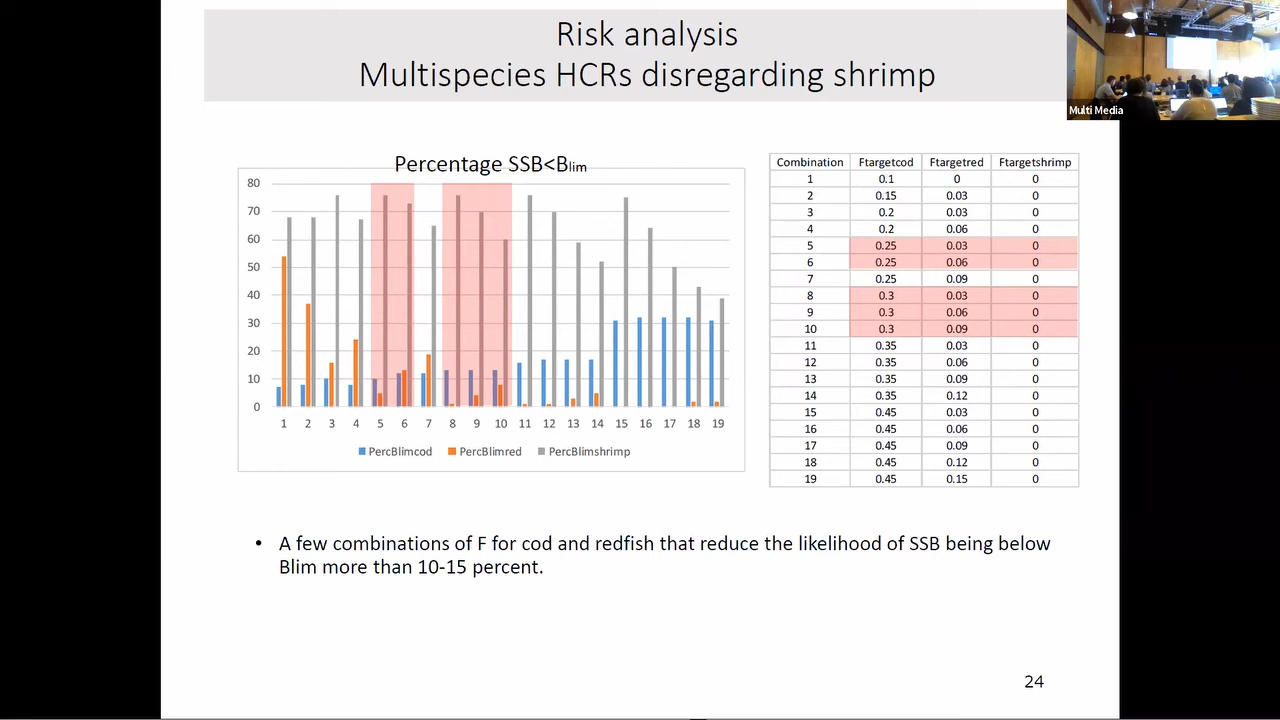 Risk analysis
Multispecies HCRs disregarding shrimp
Multi Media
Percentage SSB<Blim
80
70
60
50
40
30
20
10
0
1 2 3 4 5 6 7 8 9 10 11 12 13 14 15 16 17 18 19
PercBlimcod PercBlimred PercBlimshrimp
Combination Ftargetcod Ftargetred Ftargetshrimp
1 0.1 0 0
2 0.15 0.03 0
3 0.2 0.03 0
4 0.2 0.06 0
5 0.25 0.03 0
6 0.25 0.06 0
7 0.25 0.09 0
8 0.3 0.03 0
9 0.3 0.06 0
10 0.3 0.09 0
11 0.35 0.03 0
12 0.35 0.06 0
13 0.35 0.09 0
14 0.35 0.12 0
15 0.45 0.03 0
16 0.45 0.06 0
17 0.45 0.09 0
18 0.45 0.12 0
19 0.45 0.15 0
• A few combinations of F for cod and redfish that reduce the likelihood of SSB being below
Blim more than 10-15 percent.
24